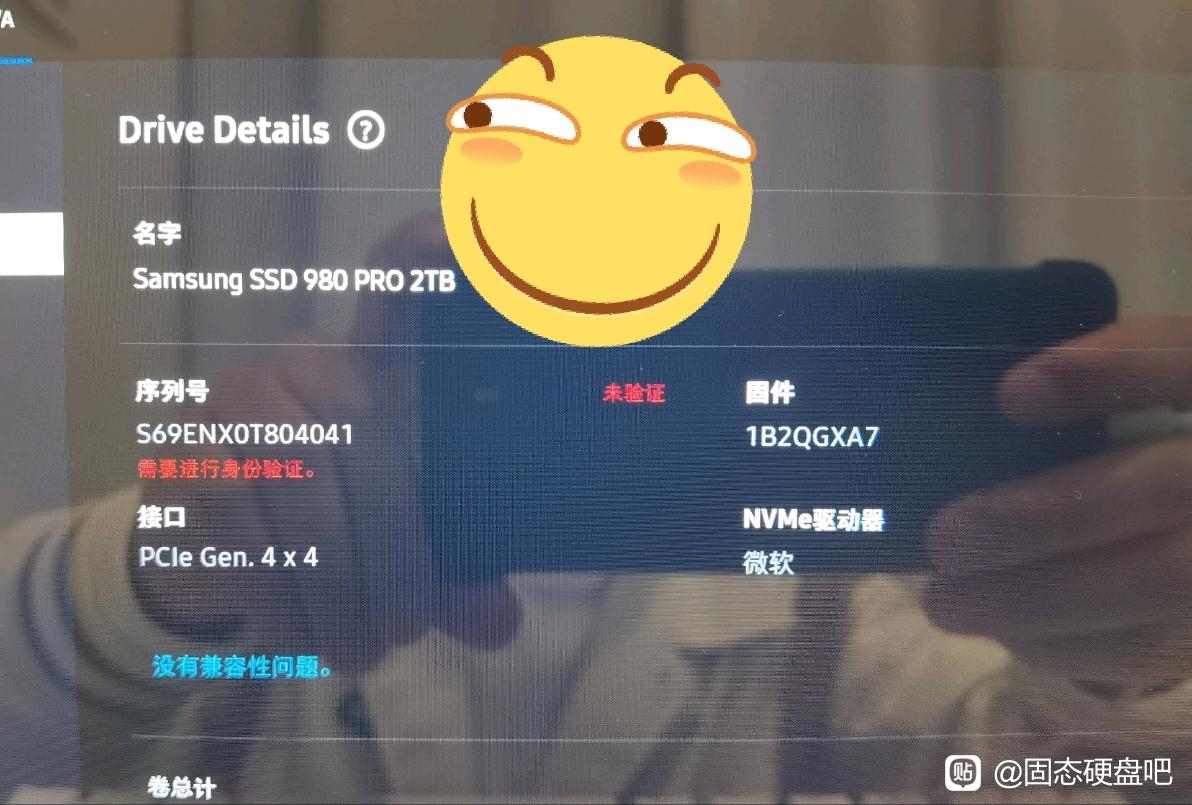 /A
Drive Details ?
名字
Samsung SSD 980 PRO 2TB
序列号
未验证
固件
S69ENX0T804041
1B2QGXA7
需要进行身份验证。
接口
NVMe驱动器
PCIe Gen. 4 x 4
微软
没有兼容性问题。
卷总计
贴 @固态硬盘吧